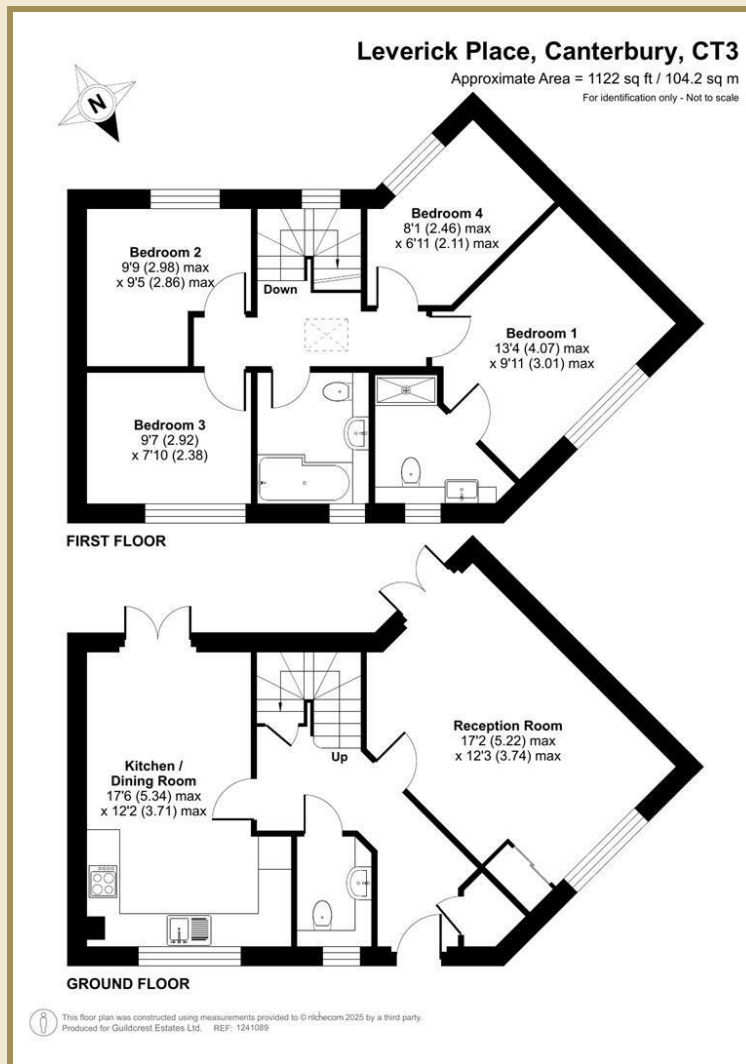 Leverick Place, Canterbury, CT3
Approximate Area = 1122 sq ft / 104.2 sq m
For identification only - Not to scale
N
Bedroom 4
8'1 (2.46) max
x 6'11 (2.11) max
Bedroom 2
9'9 (2.98) max
x 9'5 (2.86) max
Down
Bedroom 1
13'4 (4.07) max
x 9'11 (3.01) max
Bedroom 3
9'7 (2.92)
x 7'10 (2.38)
FIRST FLOOR
Reception Room
17'2 (5.22) max
x 12'3 (3.74) max
Up
Kitchen /
Dining Room
17'6 (5.34) max
x 12'2 (3.71) max
GROUND FLOOR
This floor plan was constructed using measurements provided to © nichecom 2025 by a third party.
Produced for Guildcrest Estates Ltd. REF: 1241089